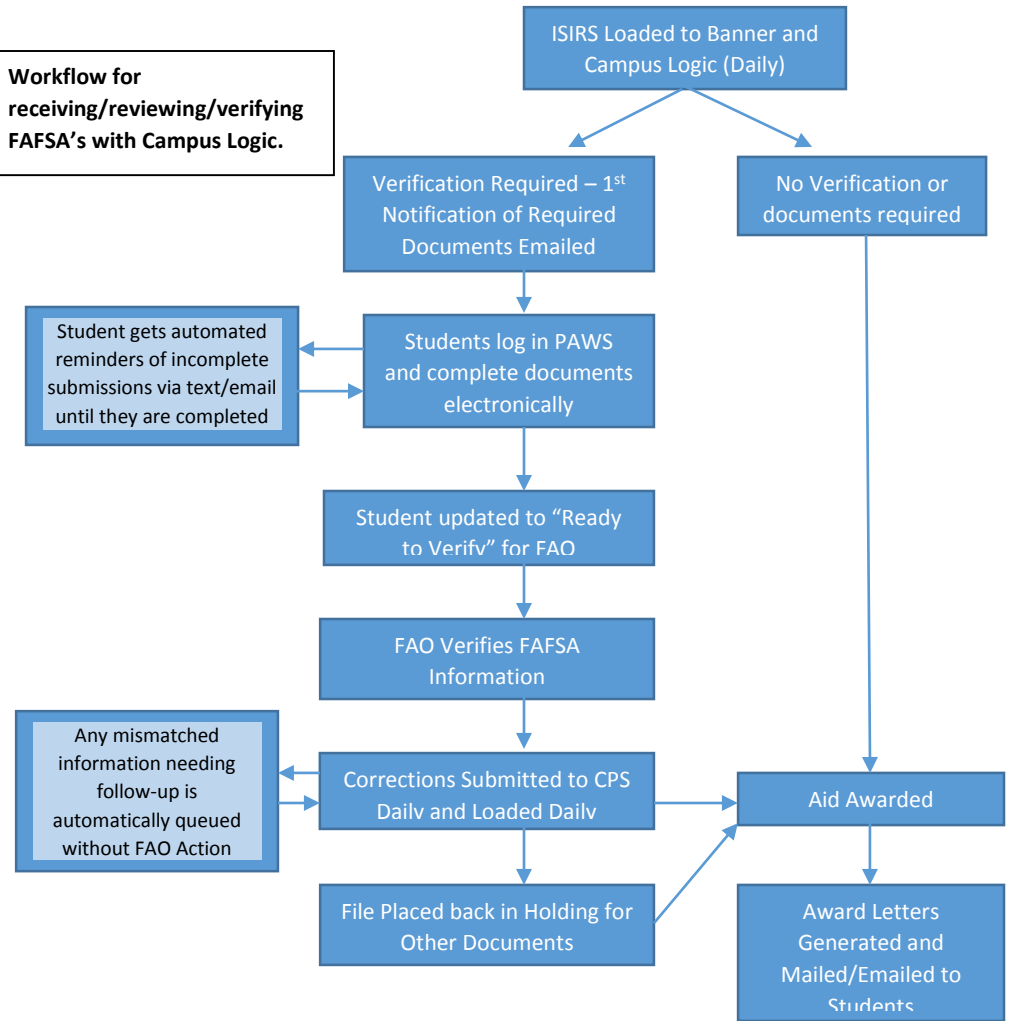 ISIRS Loaded to Banner and
Campus Logic (Daily)
Workflow for
receiving/reviewing/verifying
FAFSA’s with Campus Logic.
Verification Required – 1st
Notification of Required
Documents Emailed
No Verification or
documents required
Student gets automated
reminders of incomplete
submissions via text/email
until they are completed
Students log in PAWS
and complete documents
electronically
Student updated to “Ready
to Verify” for FAO
FAO Verifies FAFSA
Information
Any mismatched
information needing
follow-up is
automatically queued
without FAO Action
Corrections Submitted to CPS
Daily and Loaded Daily
Aid Awarded
File Placed back in Holding for
Other Documents
Award Letters
Generated and
Mailed/Emailed to
Students